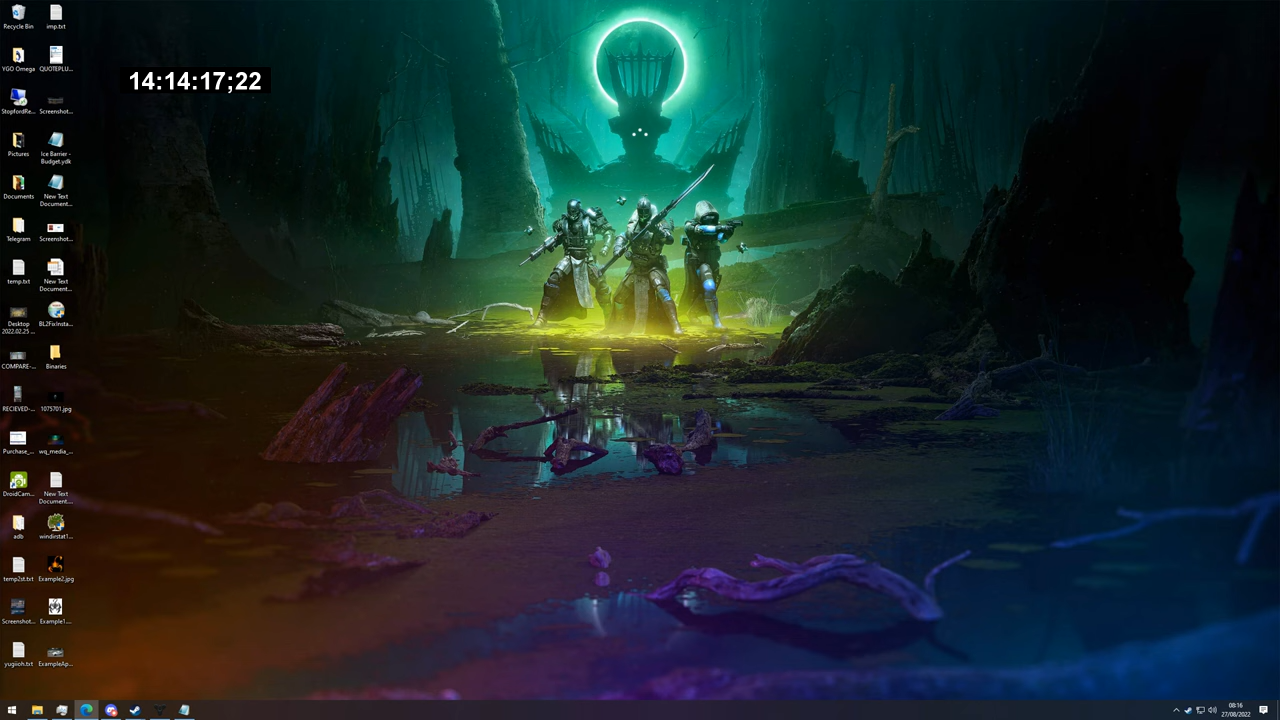 Recycle Bin
imp.txt
YGO Omega
QUOTEPLU...
StopfordRe...
Screenshot...
Pictures
Ice Barrier -
Budget.ydk
Documents
New Text
Document...
Telegram
Screenshot...
temp.txt
New Text
Document...
Desktop
2022.02.25 ...
BL2FixInsta...
COMPARE-...
Binaries
RECIEVED-...
1075701.jpg
Purchase_...
wq_media_...
DroidCam...
New Text
Document...
adb
windirstat1...
temp2st.txt
Example2.jpg
Screenshot...
Example1....
yugiioh.txt
ExampleAp...
14:14:17;22
08:16
27/08/2022